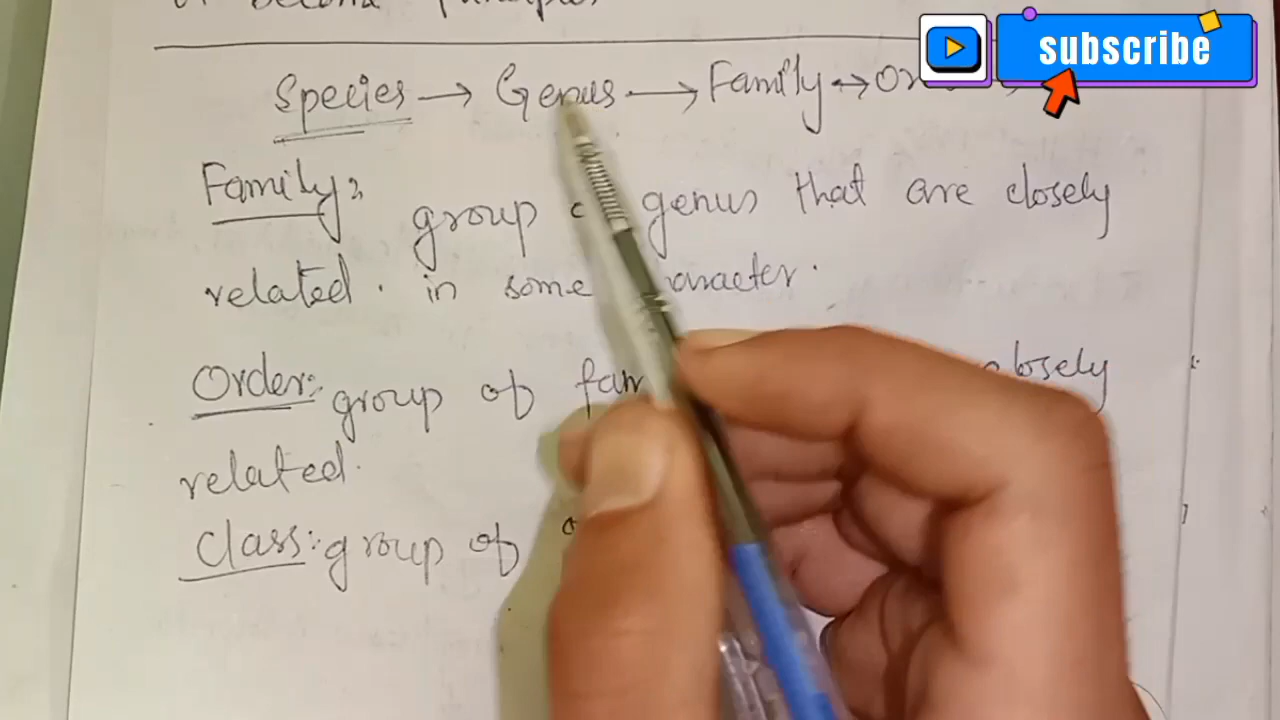 subscribe
Species → Genus → Family → Or
Family: group genus that are closely
related. in some
Order: group of closely
related.
Class: group of